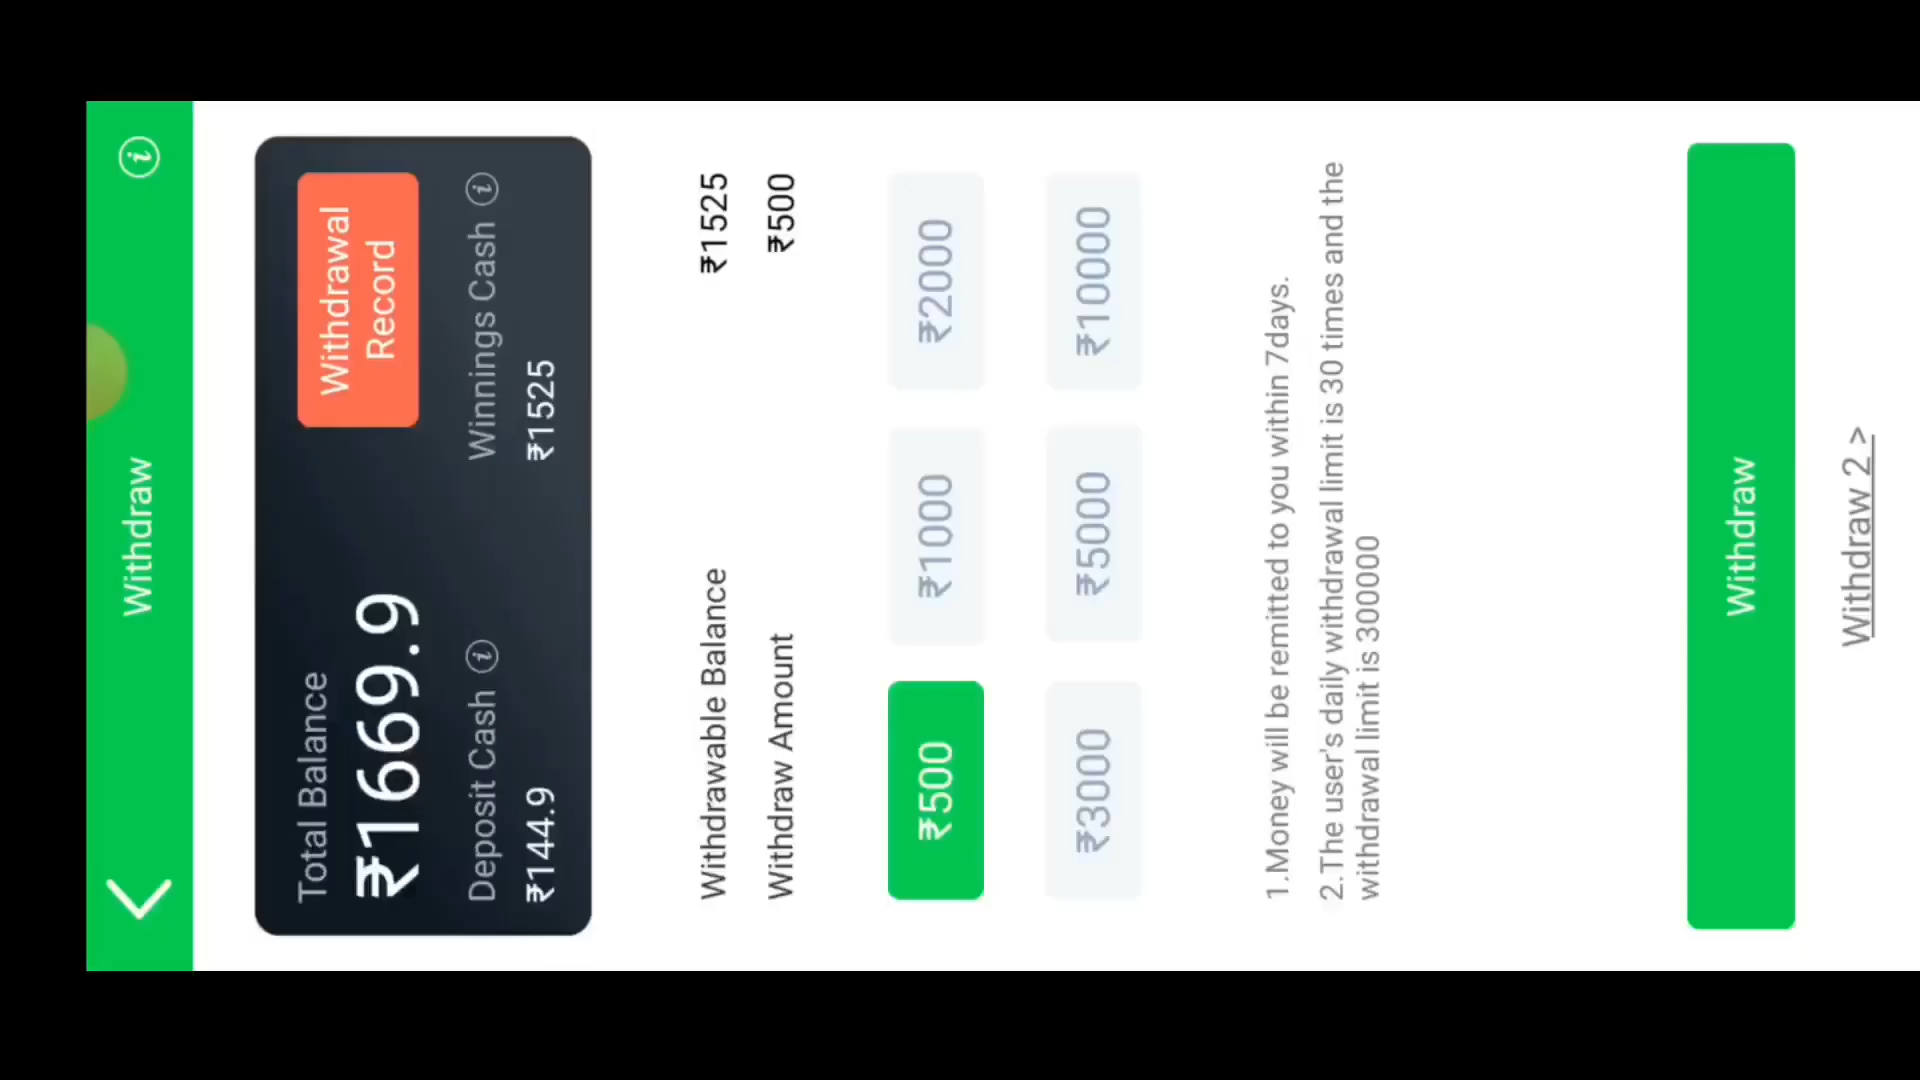 Withdraw
Total Balance
₹1669.9
Withdrawal
Record
Deposit Cash
Winnings Cash
₹144.9
₹1525
Withdrawable Balance ₹1525
Withdraw Amount ₹500
₹500 ₹1000 ₹2000
₹3000 ₹5000 ₹10000
1.Money will be remitted to you within 7days.
2.The user's daily withdrawal limit is 30 times and the
withdrawal limit is 300000
Withdraw
Withdraw 2 >